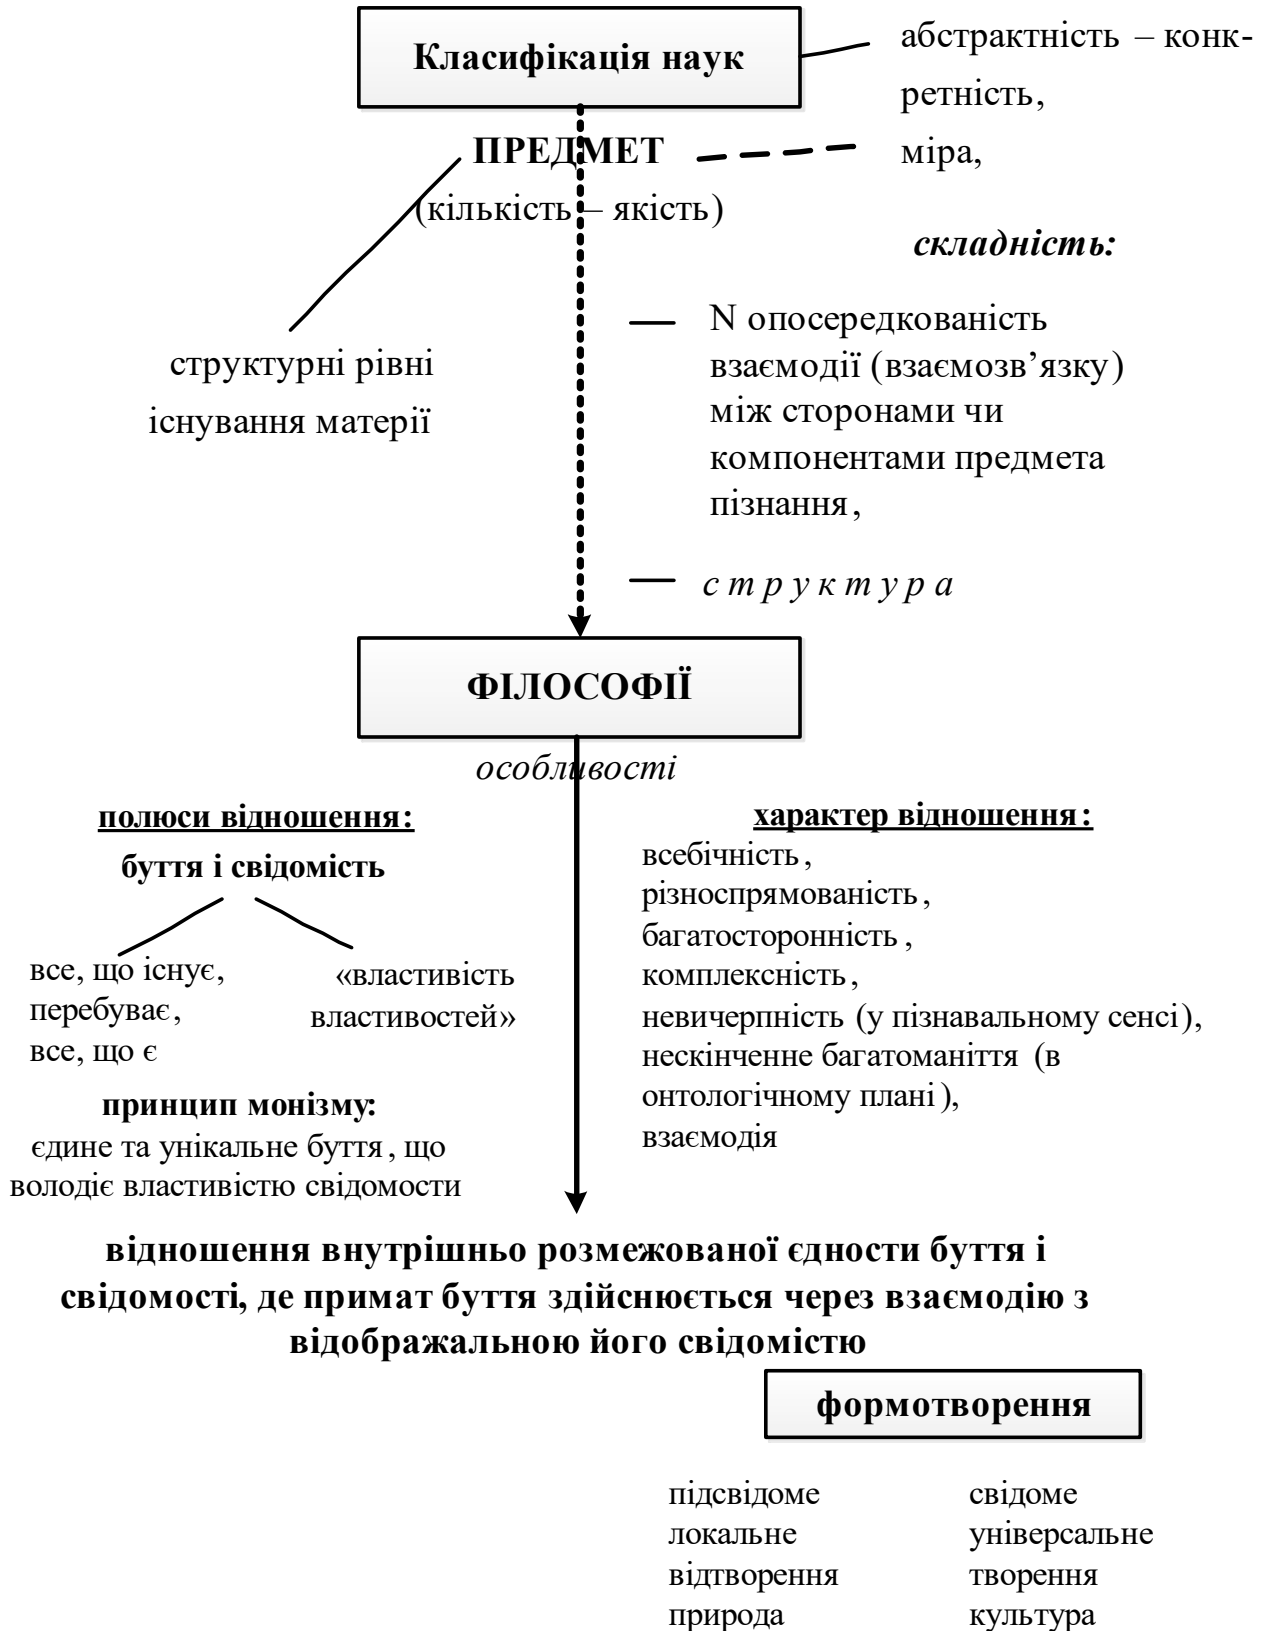 Класифікація наук
абстрактність – конк-
ретність,
міра,
ПРЕДМЕТ
(кількість – якість)
складність:
структурні рівні
існування матерії
N опосередкованість
взаємодії (взаємозв’язку)
між сторонами чи
компонентами предмета
пізнання,
с т р у к т у р а
ФІЛОСОФІЇ
особливості
полюси відношення:
буття і свідомість
все, що існує,
перебуває,
все, що є
«властивість
властивостей»
принцип монізму:
єдине та унікальне буття, що
володіє властивістю свідомости
характер відношення:
всебічність,
різноспрямованість,
багатосторонність,
комплексність,
невичерпність (у пізнавальному сенсі),
нескінченне багатоманіття (в
онтологічному плані),
взаємодія
відношення внутрішньо розмежованої єдности буття і
свідомості, де примат буття здійснюється через взаємодію з
відображальною його свідомістю
формотворення
підсвідоме свідоме
локальне універсальне
відтворення творення
природа культура